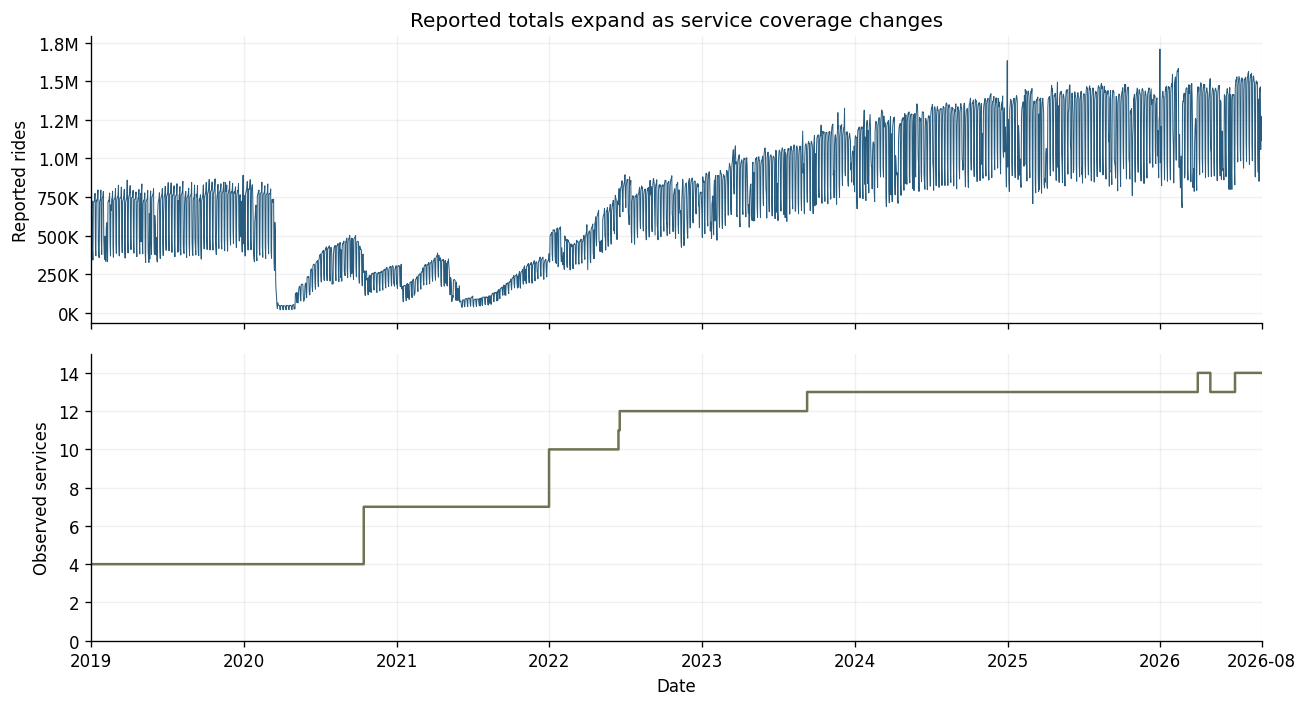 Reported totals expand as service coverage changes
1.8M
1.5M
1.2M
1.0M
750K
500K
250K
0K
Reported rides
14
12
10
8
6
4
2
0
Observed services
2019 2020 2021 2022 2023 2024 2025 2026 2026-08
Date